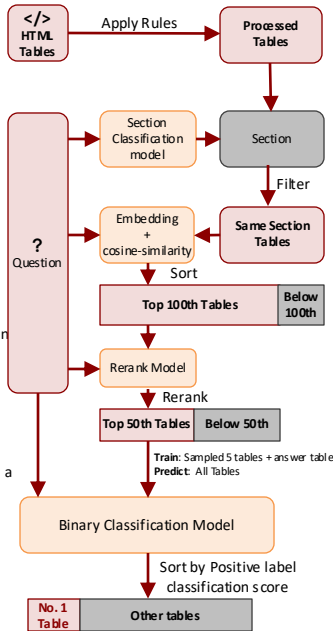 </>
HTML
Tables
Apply Rules
Processed
Tables
Section
Classification
model
Section
Filter
?
Question
Embedding
+
cosine-similarity
Same Section
Tables
Sort
Top 100th Tables
Below
100th
n
Rerank Model
Rerank
Top 50th Tables
Below 50th
Train: Sampled 5 tables + answer table
Predict: All Tables
a
Binary Classification Model
Sort by Positive label
classification score
No. 1
Table
Other tables